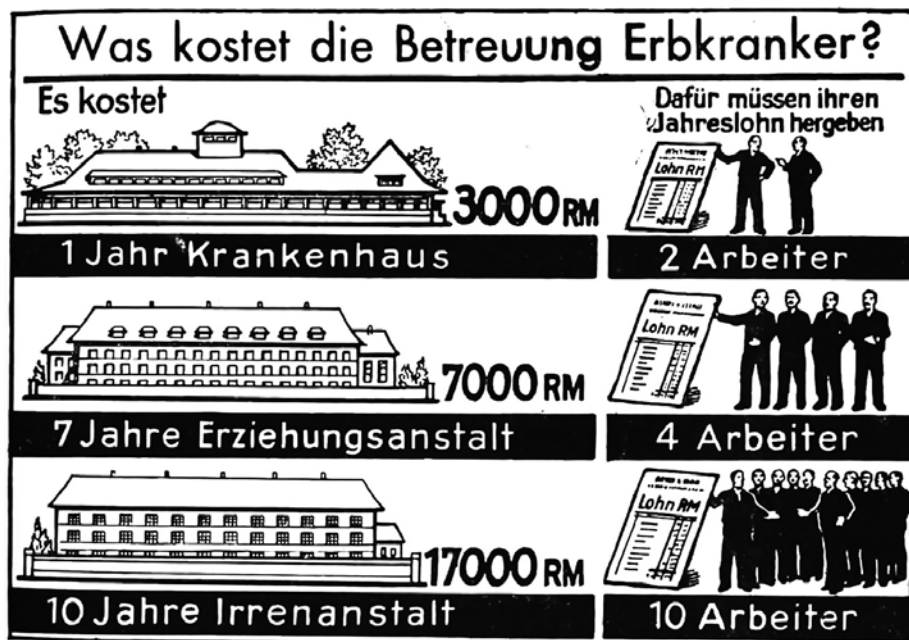 Was kostet die Betreuung Erbkranker?
Es kostet
Dafür müssen ihren
Jahreslohn hergeben
3000 RM
Lohn RM
1 Jahr Krankenhaus
2 Arbeiter
7000 RM
Lohn RM
7 Jahre Erziehungsanstalt
4 Arbeiter
17000 RM
Lohn RM
10 Jahre Irrenanstalt
10 Arbeiter